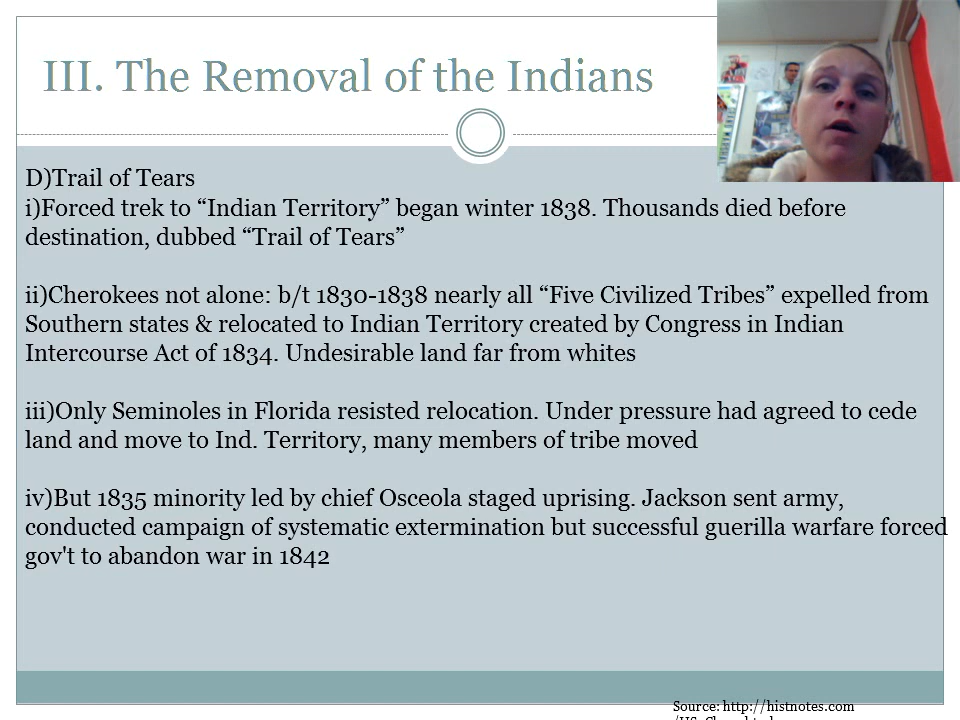 III. The Removal of the Indians
D)Trail of Tears
i)Forced trek to “Indian Territory” began winter 1838. Thousands died before
destination, dubbed “Trail of Tears”
ii)Cherokees not alone: b/t 1830-1838 nearly all “Five Civilized Tribes” expelled from
Southern states & relocated to Indian Territory created by Congress in Indian
Intercourse Act of 1834. Undesirable land far from whites
iii)Only Seminoles in Florida resisted relocation. Under pressure had agreed to cede
land and move to Ind. Territory, many members of tribe moved
iv)But 1835 minority led by chief Osceola staged uprising. Jackson sent army,
conducted campaign of systematic extermination but successful guerilla warfare forced
gov't to abandon war in 1842
Source: http://histnotes.com